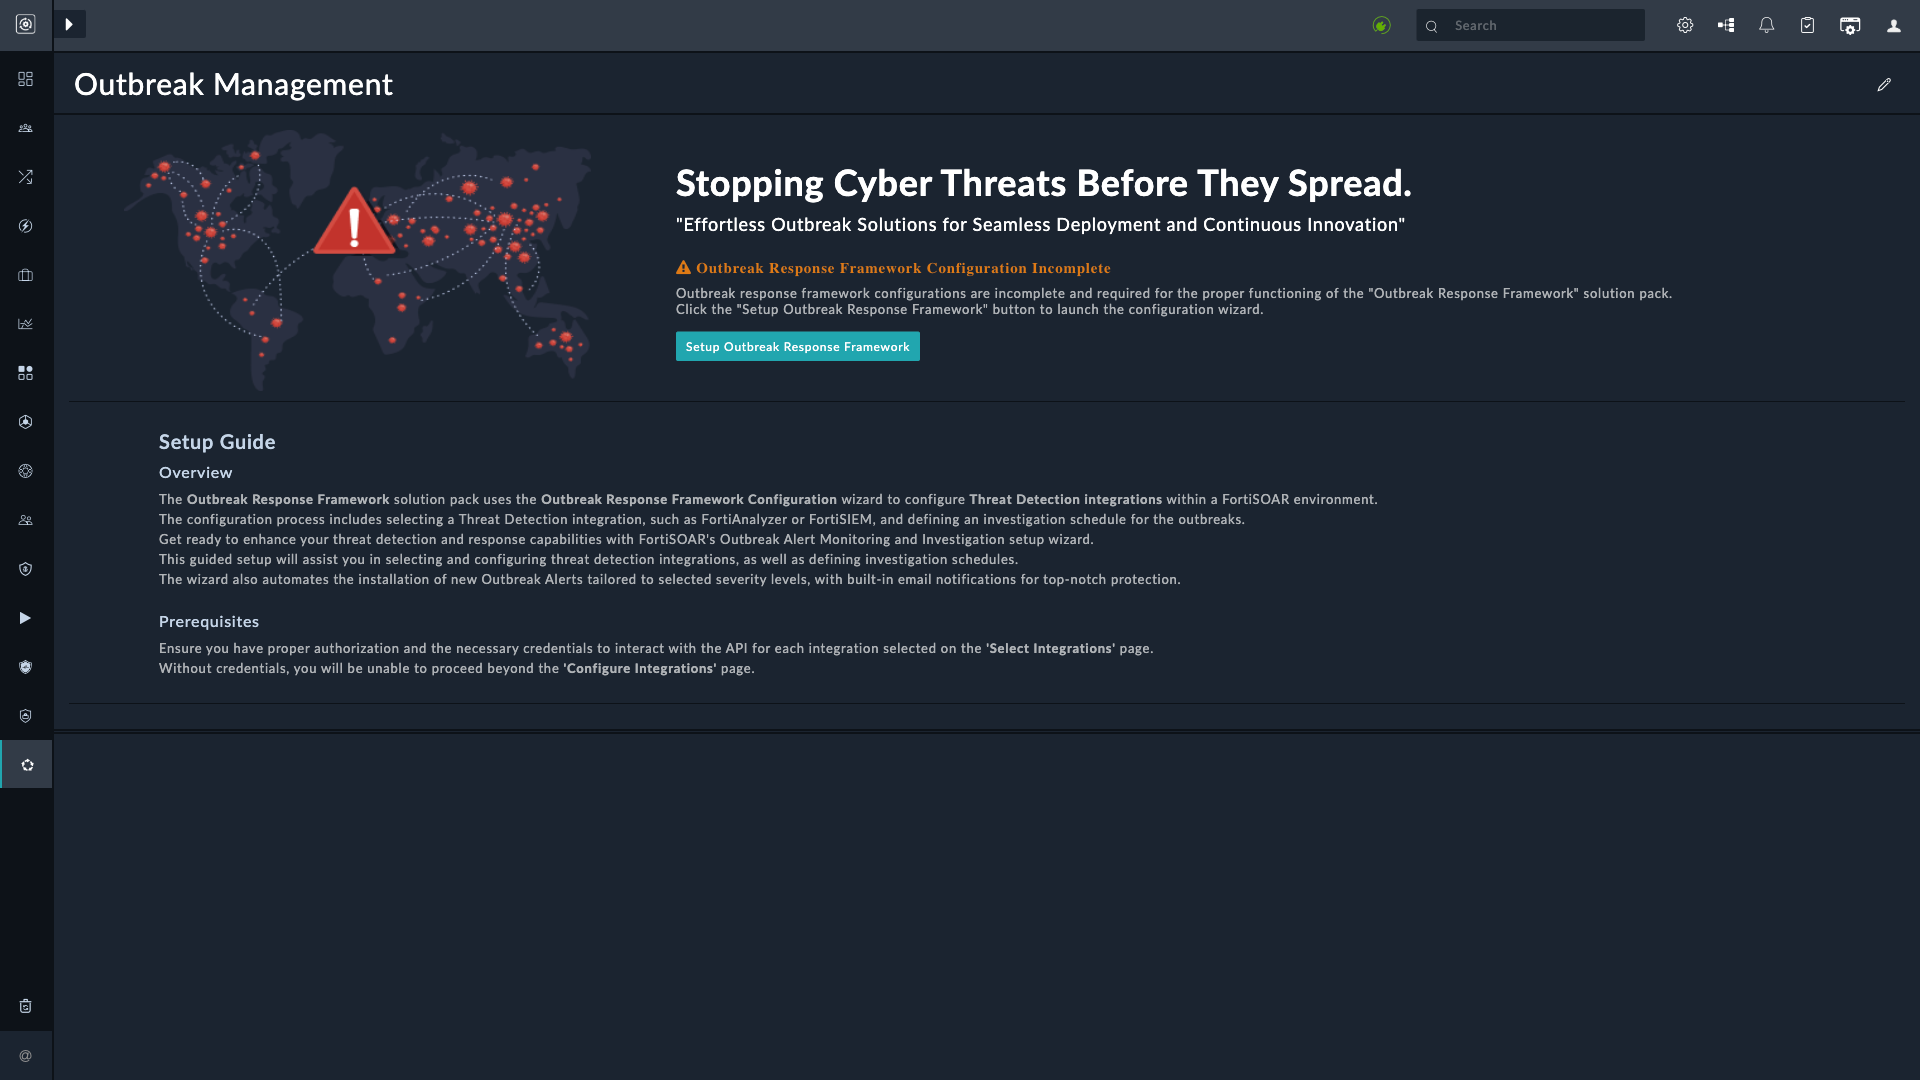 Search
Outbreak Management
Stopping Cyber Threats Before They Spread.
"Effortless Outbreak Solutions for Seamless Deployment and Continuous Innovation"
Outbreak Response Framework Configuration Incomplete
Outbreak response framework configurations are incomplete and required for the proper functioning of the "Outbreak Response Framework" solution pack.
Click the "Setup Outbreak Response Framework" button to launch the configuration wizard.
Setup Outbreak Response Framework
Setup Guide
Overview
The Outbreak Response Framework solution pack uses the Outbreak Response Framework Configuration wizard to configure Threat Detection integrations within a FortiSOAR environment.
The configuration process includes selecting a Threat Detection integration, such as FortiAnalyzer or FortiSIEM, and defining an investigation schedule for the outbreaks.
Get ready to enhance your threat detection and response capabilities with FortiSOAR's Outbreak Alert Monitoring and Investigation setup wizard.
This guided setup will assist you in selecting and configuring threat detection integrations, as well as defining investigation schedules.
The wizard also automates the installation of new Outbreak Alerts tailored to selected severity levels, with built-in email notifications for top-notch protection.
Prerequisites
Ensure you have proper authorization and the necessary credentials to interact with the API for each integration selected on the 'Select Integrations' page.
Without credentials, you will be unable to proceed beyond the 'Configure Integrations' page.
@